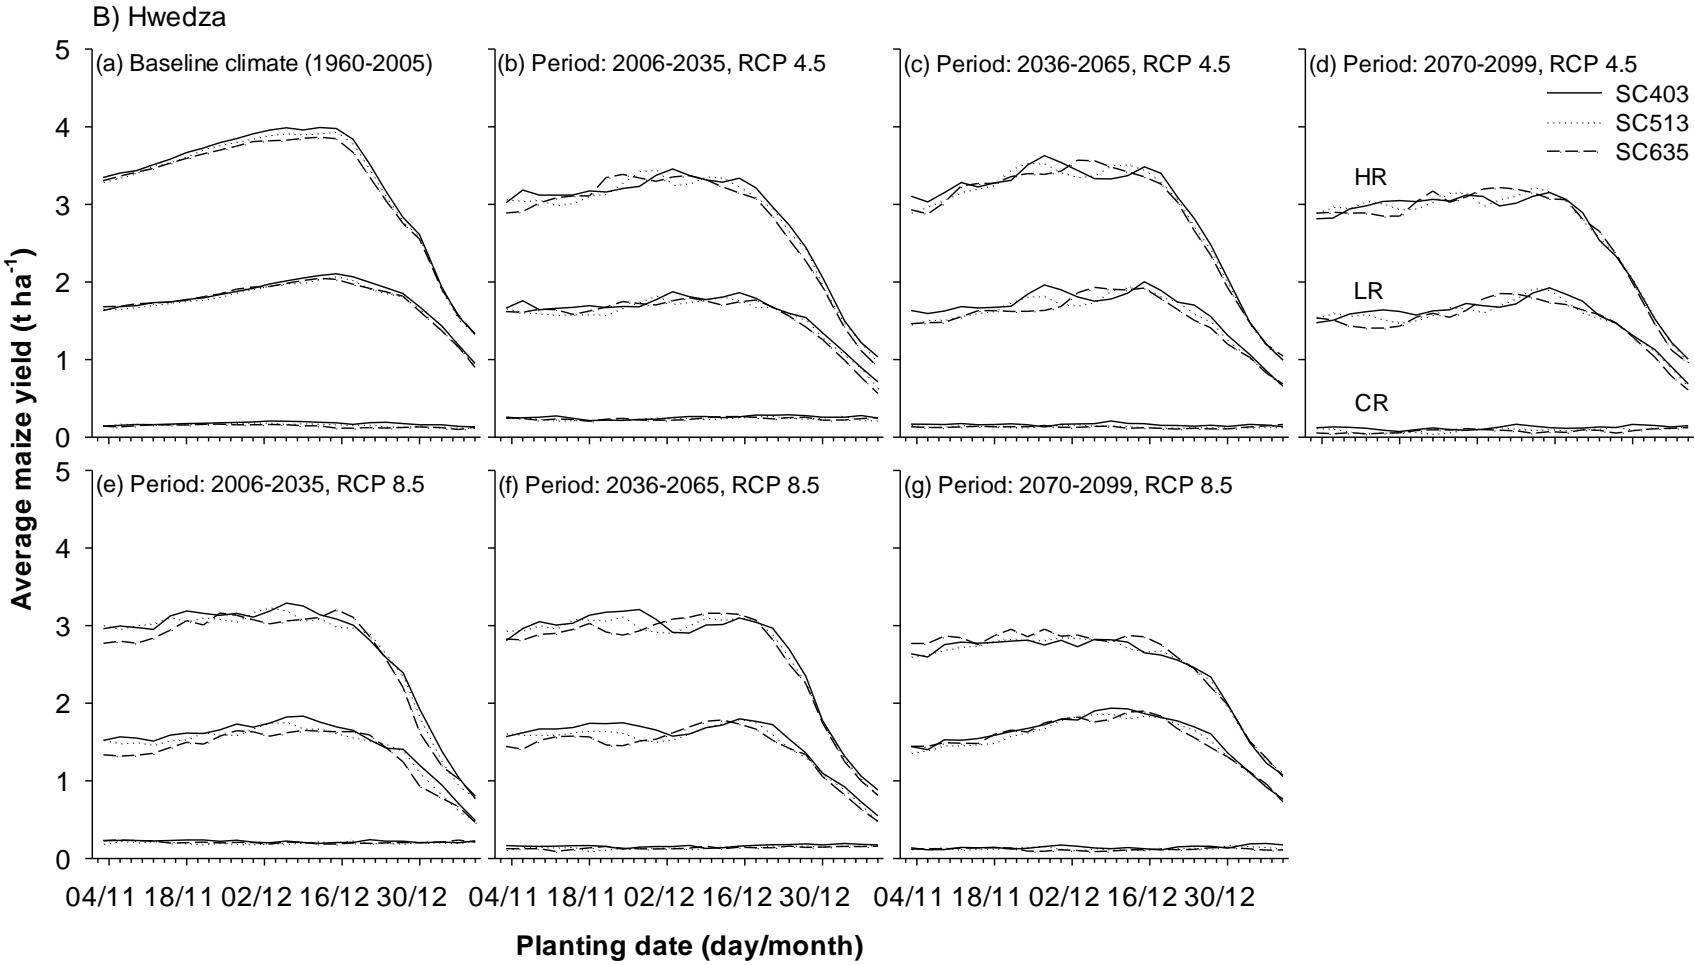 B) Hwedza
(a) Baseline climate (1960-2005)
(b) Period: 2006-2035, RCP 4.5
(c) Period: 2036-2065, RCP 4.5
(d) Period: 2070-2099, RCP 4.5
SC403
SC513
SC635
HR
LR
CR
5
4
3
2
1
0
(e) Period: 2006-2035, RCP 8.5
(f) Period: 2036-2065, RCP 8.5
(g) Period: 2070-2099, RCP 8.5
5
4
3
2
1
0
Average maize yield (t ha⁻¹)
04/11 18/11 02/12 16/12 30/12
04/11 18/11 02/12 16/12 30/12
04/11 18/11 02/12 16/12 30/12
Planting date (day/month)